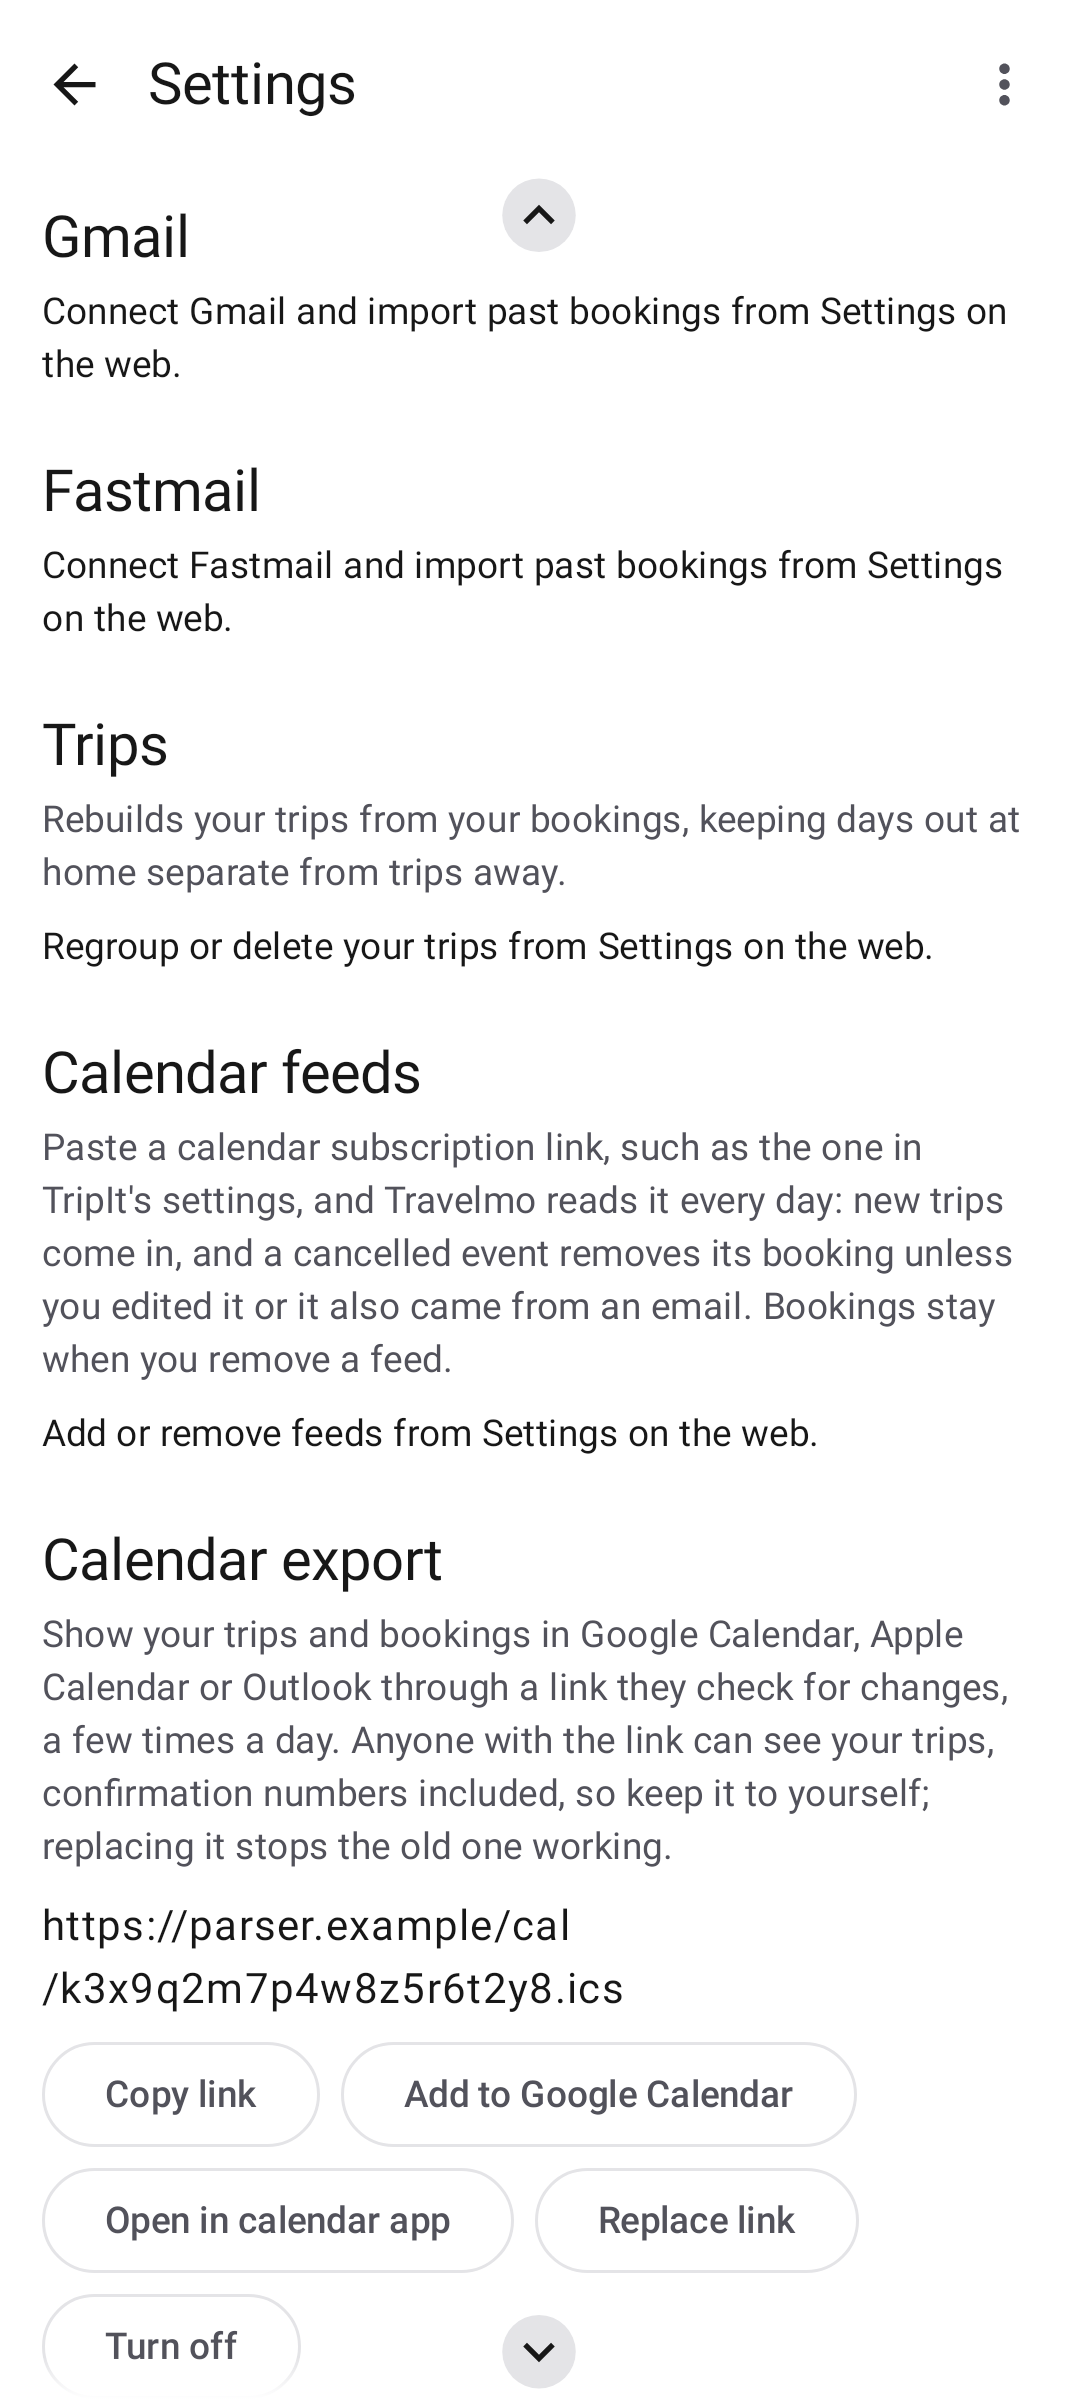 Settings
Gmail
Connect Gmail and import past bookings from Settings on
the web.
Fastmail
Connect Fastmail and import past bookings from Settings
on the web.
Trips
Rebuilds your trips from your bookings, keeping days out at
home separate from trips away.
Regroup or delete your trips from Settings on the web.
Calendar feeds
Paste a calendar subscription link, such as the one in
TripIt's settings, and Travelmo reads it every day: new trips
come in, and a cancelled event removes its booking unless
you edited it or it also came from an email. Bookings stay
when you remove a feed.
Add or remove feeds from Settings on the web.
Calendar export
Show your trips and bookings in Google Calendar, Apple
Calendar or Outlook through a link they check for changes,
a few times a day. Anyone with the link can see your trips,
confirmation numbers included, so keep it to yourself;
replacing it stops the old one working.
https://parser.example/cal
/k3x9q2m7p4w8z5r6t2y8.ics
Copy link
Add to Google Calendar
Open in calendar app
Replace link
Turn off